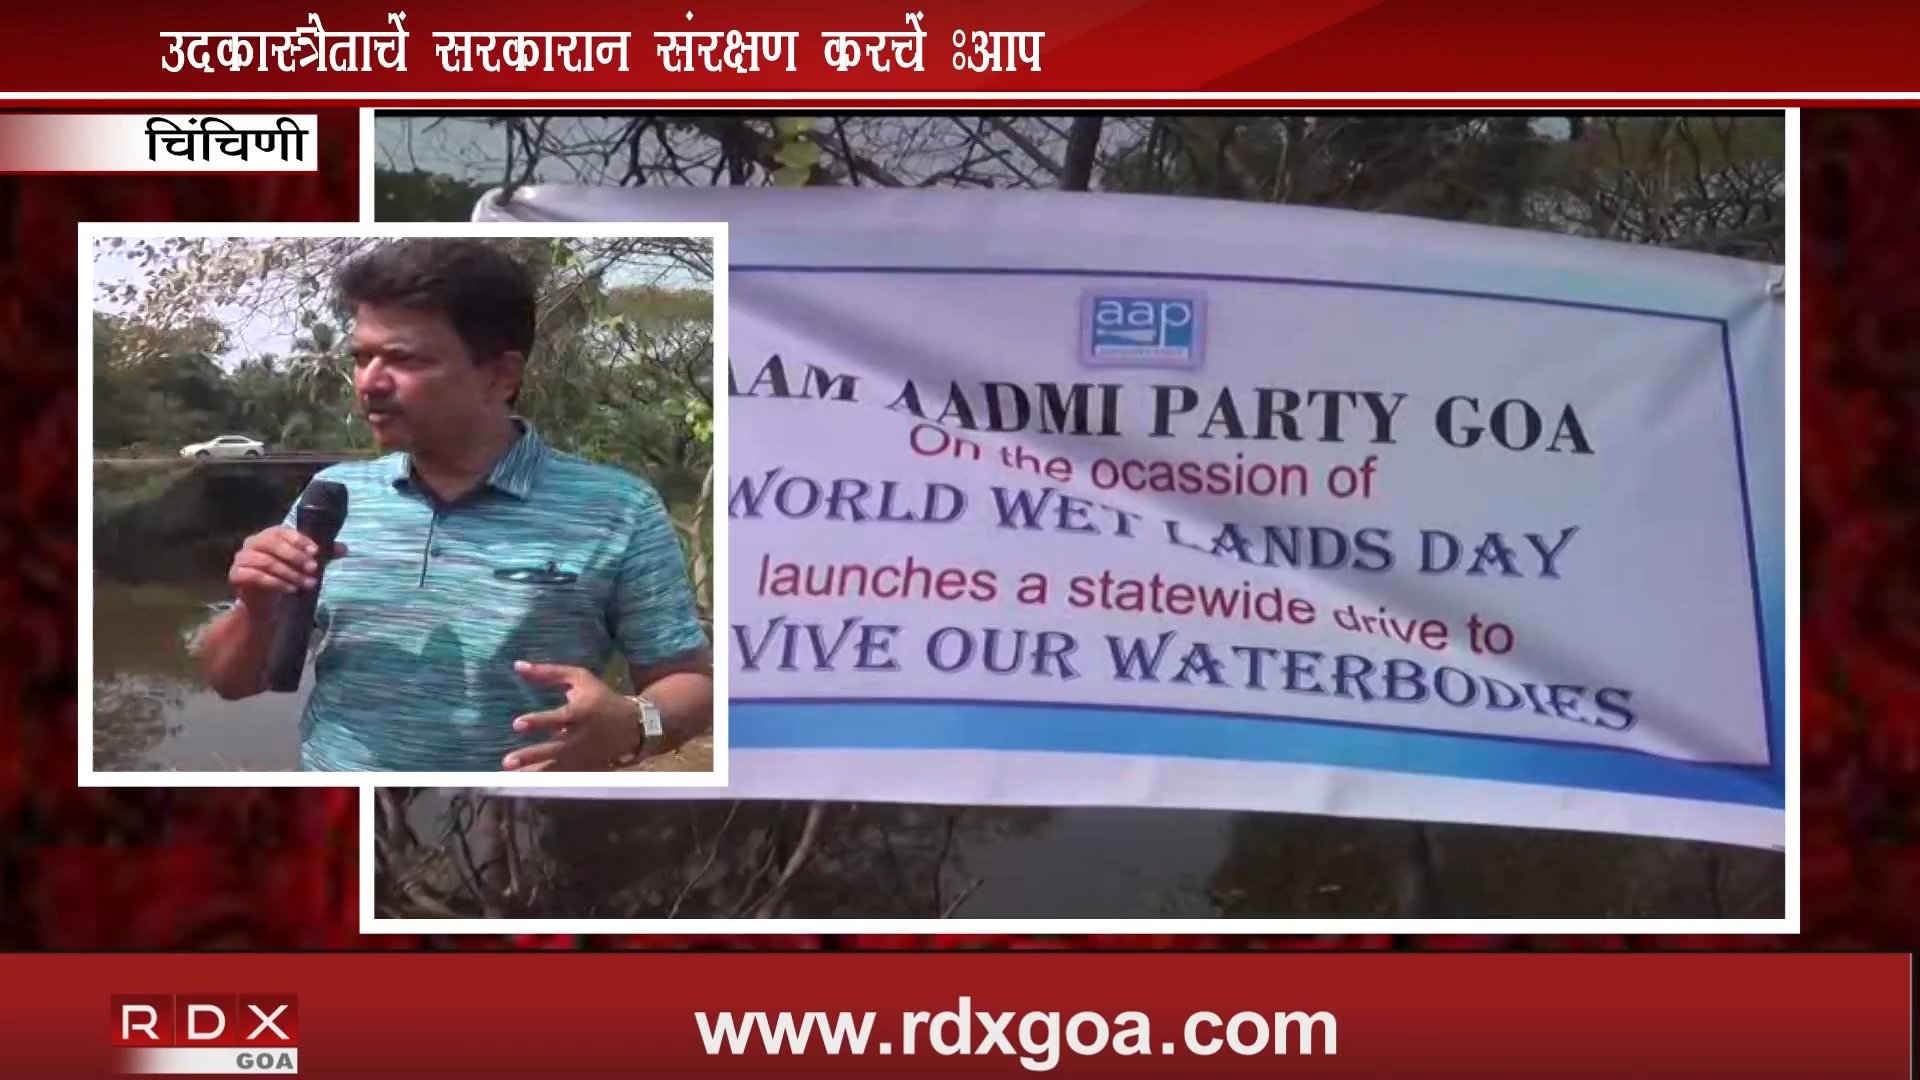 उदकास्त्रैताचें सरकारान संरक्षण करचें :आप
चिंचिणी
aap
AAM AADMI PARTY GOA
On the ocassion of
WORLD WET LANDS DAY
launches a statewide drive to
VIVE OUR WATERBODIES
RDX
GOA
www.rdxgoa.com